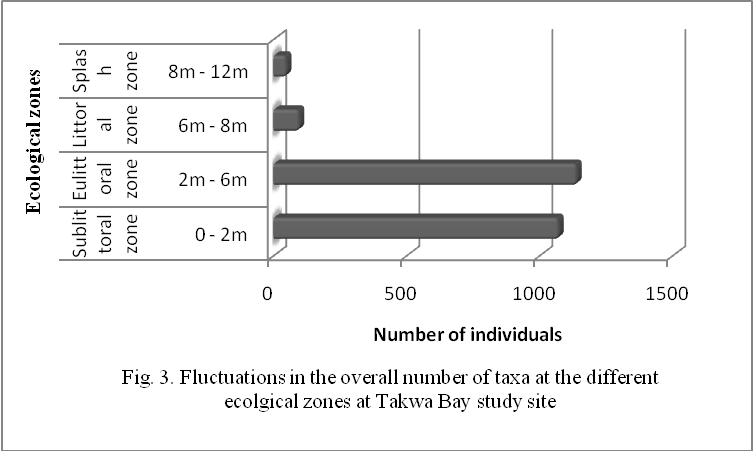 Ecological zones
Splas
h
zone
8m - 12m
Littor
al
zone
6m - 8m
Eulitt
oral
zone
2m - 6m
Sublit
toral
zone
0 - 2m
0
500
1000
1500
Number of individuals
Fig. 3. Fluctuations in the overall number of taxa at the different
ecolgical zones at Takwa Bay study site